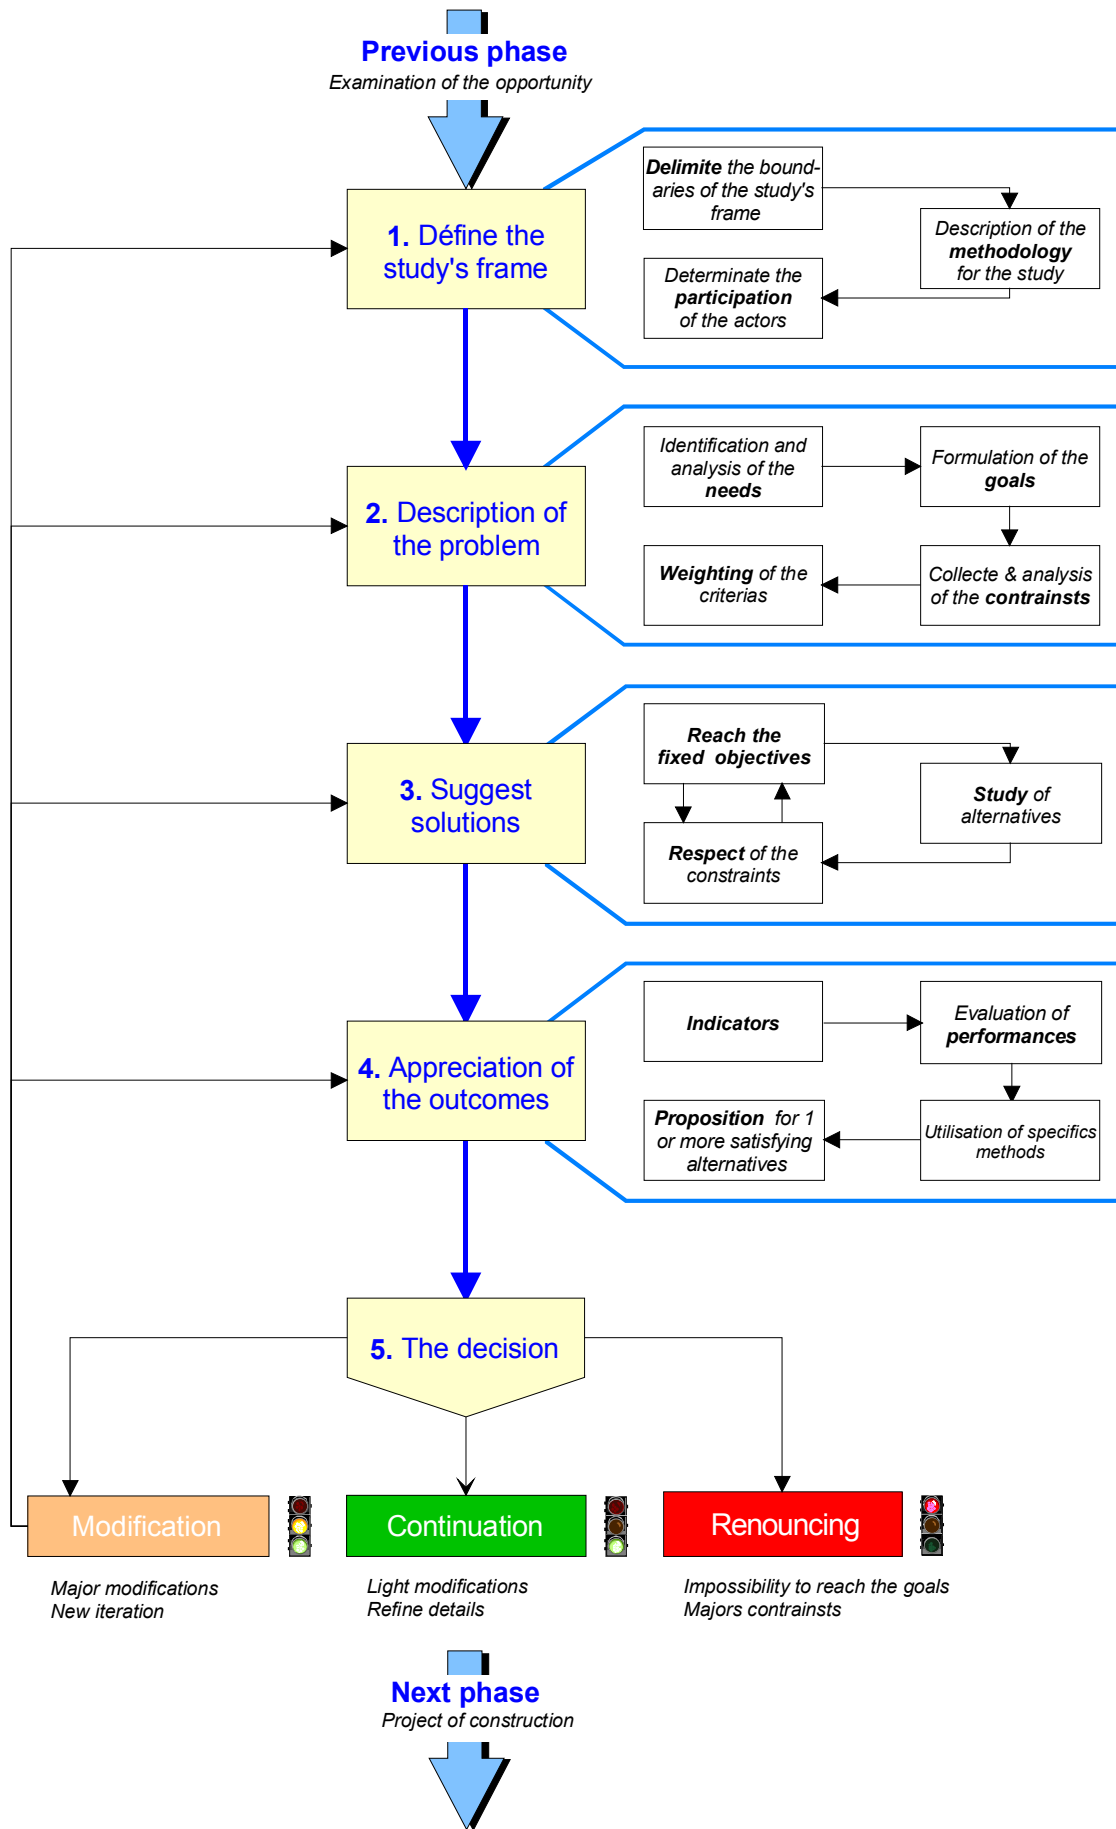 Previous phase
Examination of the opportunity
1. Défine the
study's frame
Delimite the bound-
aries of the study's
frame
Description of the
methodology
for the study
Determinate the
participation
of the actors
2. Description of
the problem
Identification and
analysis of the
needs
Formulation of the
goals
Weighting of the
criterias
Collecte & analysis
of the contrainsts
3. Suggest
solutions
Reach the
fixed objectives
Study of
alternatives
Respect of the
constraints
4. Appreciation of
the outcomes
Indicators
Evaluation of
performances
Proposition for 1
or more satisfying
alternatives
Utilisation of specifics
methods
5. The decision
Modification
Continuation
Renouncing
Major modifications
New iteration
Light modifications
Refine details
Impossibility to reach the goals
Majors contrainsts
Next phase
Project of construction